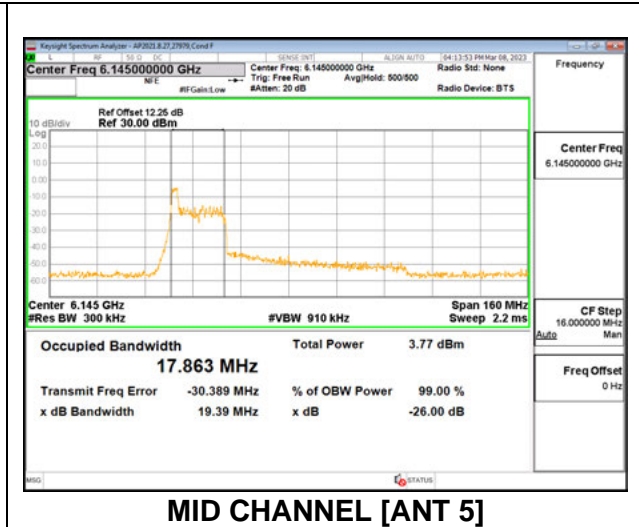 Keysight Spectrum Analyzer - AP2021.8.27,27979,Cond F
L RF 50 Ω DC SENSE:INT ALIGN AUTO 04:13:53 PM Mar 08, 2023
Center Freq 6.145000000 GHz
NFE
#IFGain:Low
Center Freq: 6.145000000 GHz
Trig: Free Run Avg|Hold: 500/500
#Atten: 20 dB
Radio Std: None
Radio Device: BTS
Frequency
Ref Offset 12.25 dB
10 dB/div Ref 30.00 dBm
Log
20.0
10.0
0.00
-10.0
-20.0
-30.0
-40.0
-50.0
-60.0
Center 6.145 GHz Span 160 MHz
#Res BW 300 kHz #VBW 910 kHz Sweep 2.2 ms
Occupied Bandwidth Total Power 3.77 dBm
17.863 MHz
Transmit Freq Error -30.389 MHz % of OBW Power 99.00 %
x dB Bandwidth 19.39 MHz x dB -26.00 dB
Center Freq
6.145000000 GHz
CF Step
16.000000 MHz
Auto Man
Freq Offset
0 Hz
MSG STATUS
MID CHANNEL [ANT 5]